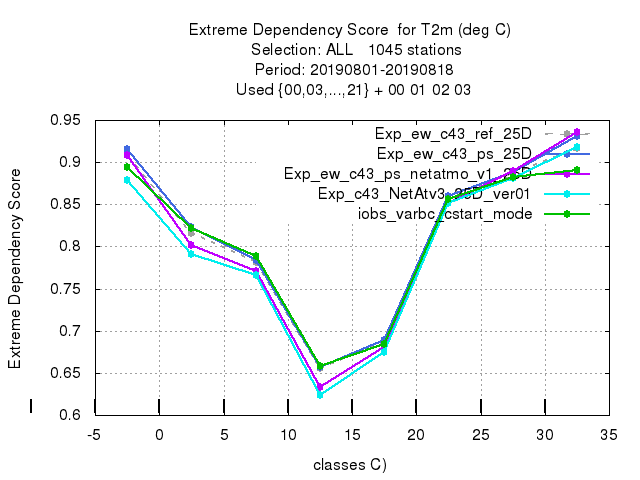 Extreme Dependency Score for T2m (deg C)
Selection: ALL 1045 stations
Period: 20190801-20190818
Used {00,03,...,21} + 00 01 02 03
Extreme Dependency Score
0.95
0.9
0.85
0.8
0.75
0.7
0.65
0.6
Exp_ew_c43_ref_25D
Exp_ew_c43_ps_25D
Exp_ew_c43_ps_netatmo_v1_25D
Exp_c43_NetAtv3_25D_ver01
iobs_varbc_cstart_mode
-5 0 5 10 15 20 25 30 35
classes C)